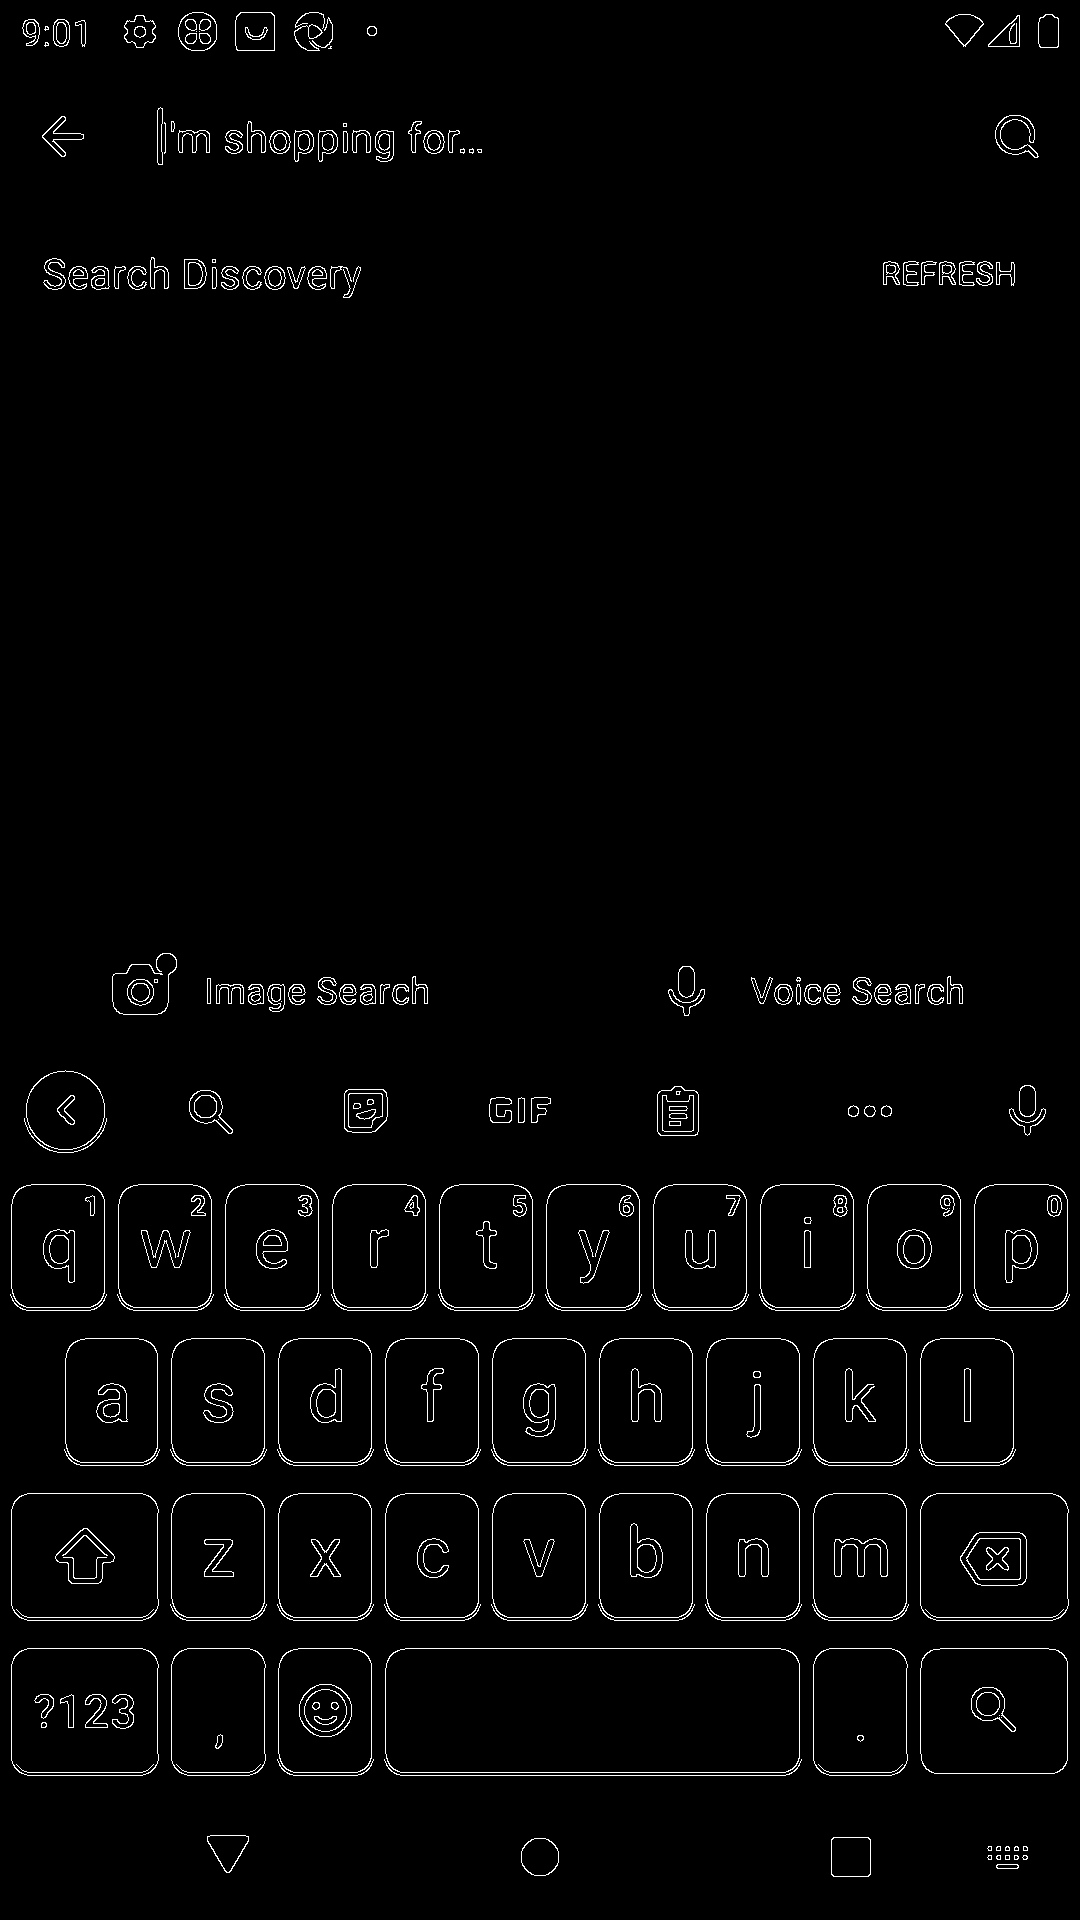 9:01
I'm shopping for...
Search Discovery REFRESH
Image Search Voice Search
GIF
1 2 3 4 5 6 7 8 9 0
q w e r t y u i o p
a s d f g h j k l
z x c v b n m
?123 , .